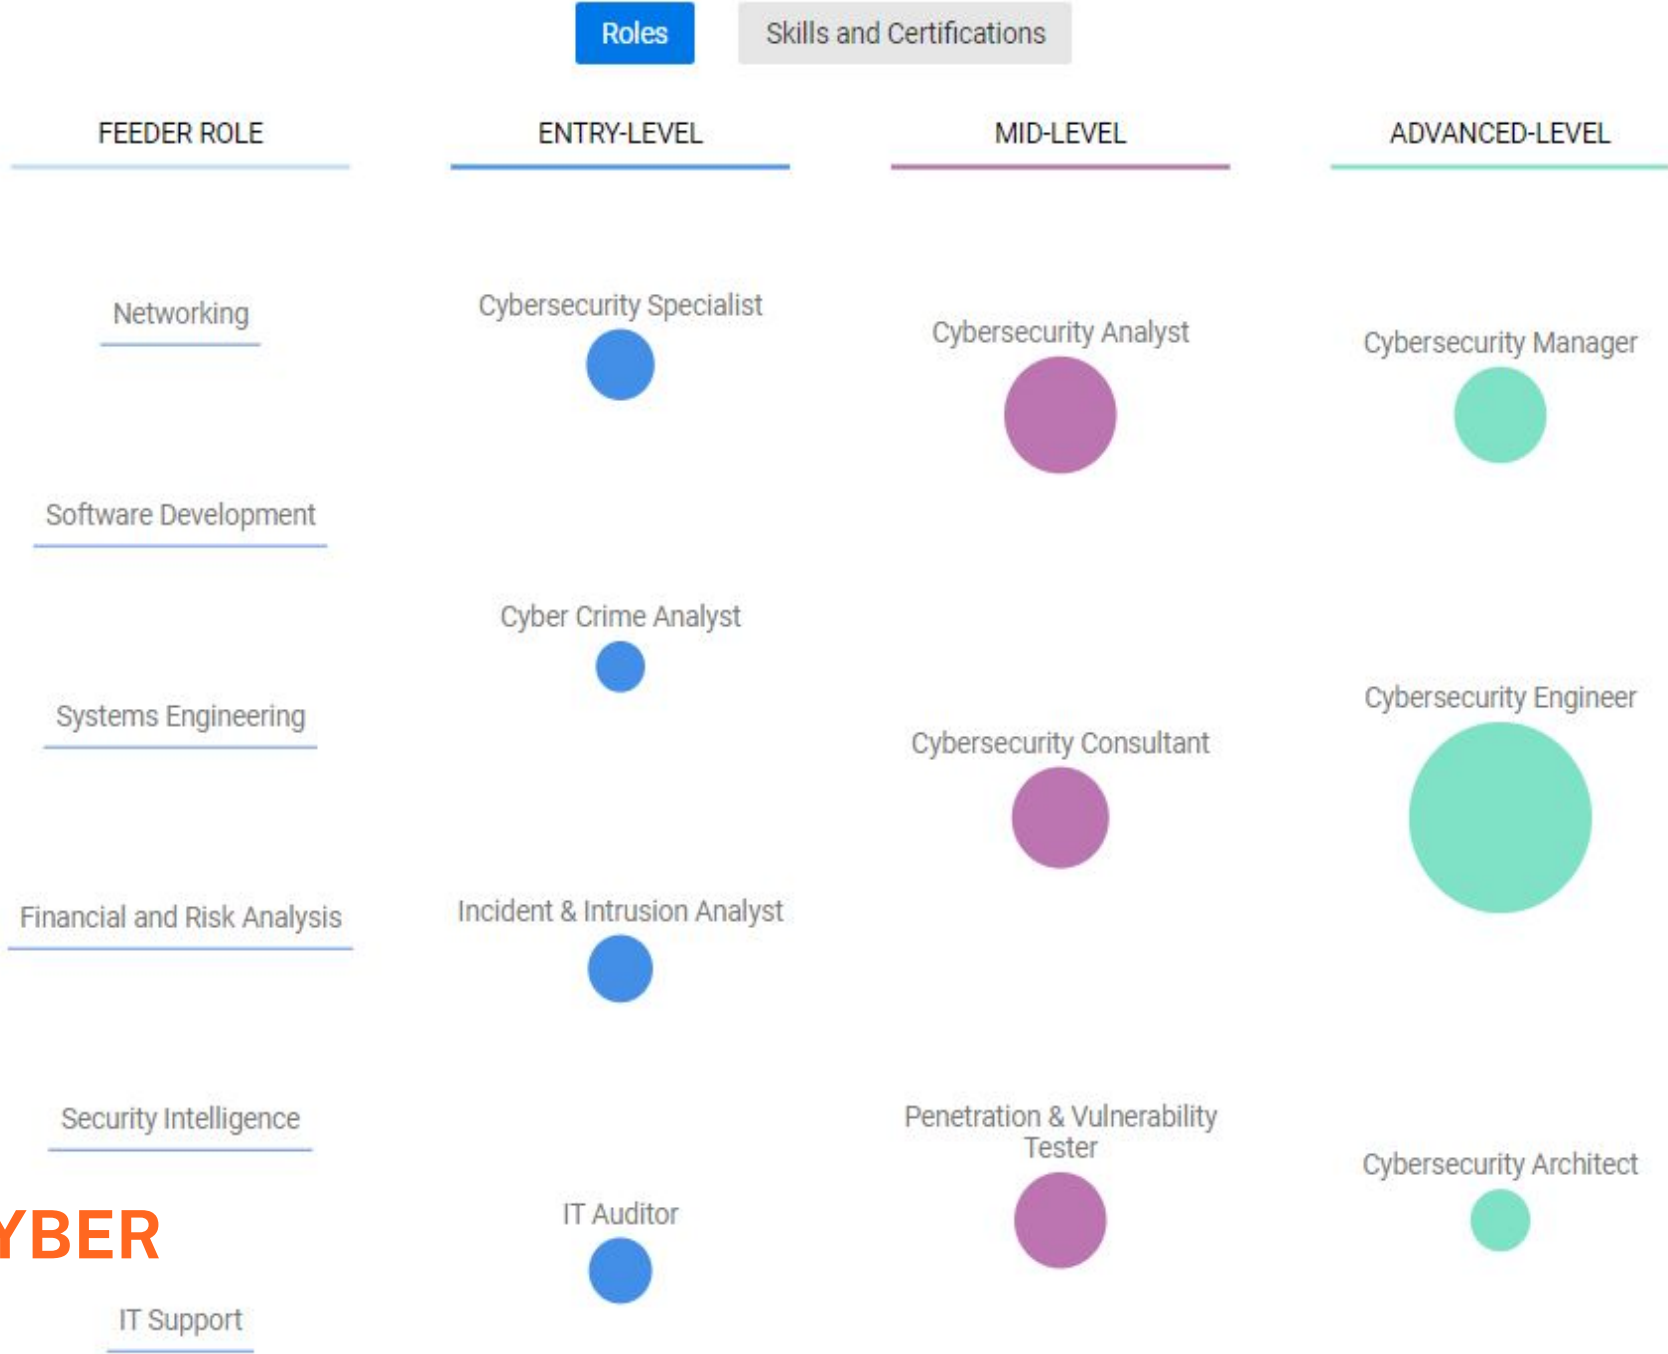 Roles
Skills and Certifications
FEEDER ROLE
ENTRY-LEVEL
MID-LEVEL
ADVANCED-LEVEL
Networking
Software Development
Systems Engineering
Financial and Risk Analysis
Security Intelligence
YBER
IT Support
Cybersecurity Specialist
Cyber Crime Analyst
Incident & Intrusion Analyst
IT Auditor
Cybersecurity Analyst
Cybersecurity Consultant
Penetration & Vulnerability
Tester
Cybersecurity Manager
Cybersecurity Engineer
Cybersecurity Architect